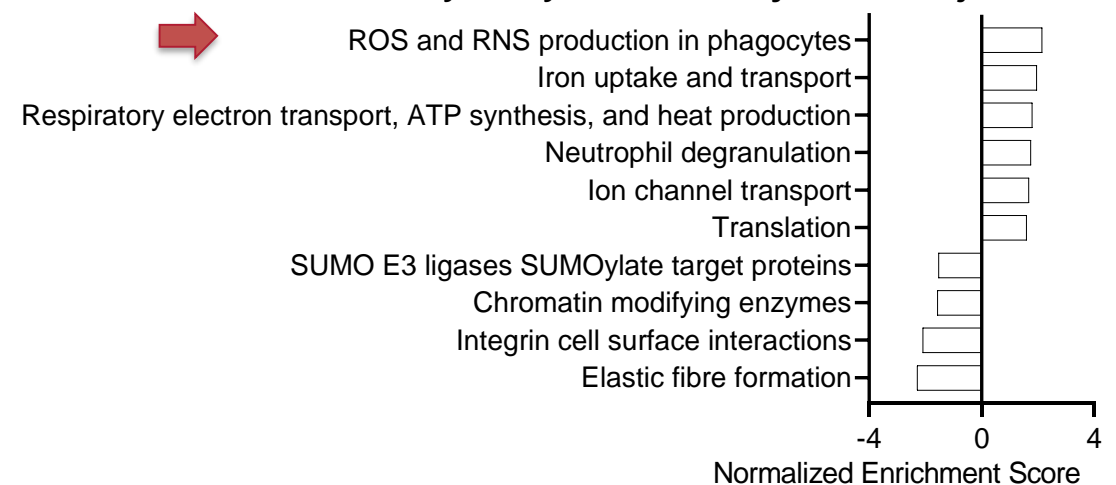 ROS and RNS production in phagocytes
Iron uptake and transport
Respiratory electron transport, ATP synthesis, and heat production
Neutrophil degranulation
Ion channel transport
Translation
SUMO E3 ligases SUMOylate target proteins
Chromatin modifying enzymes
Integrin cell surface interactions
Elastic fibre formation
-4 0 4
Normalized Enrichment Score